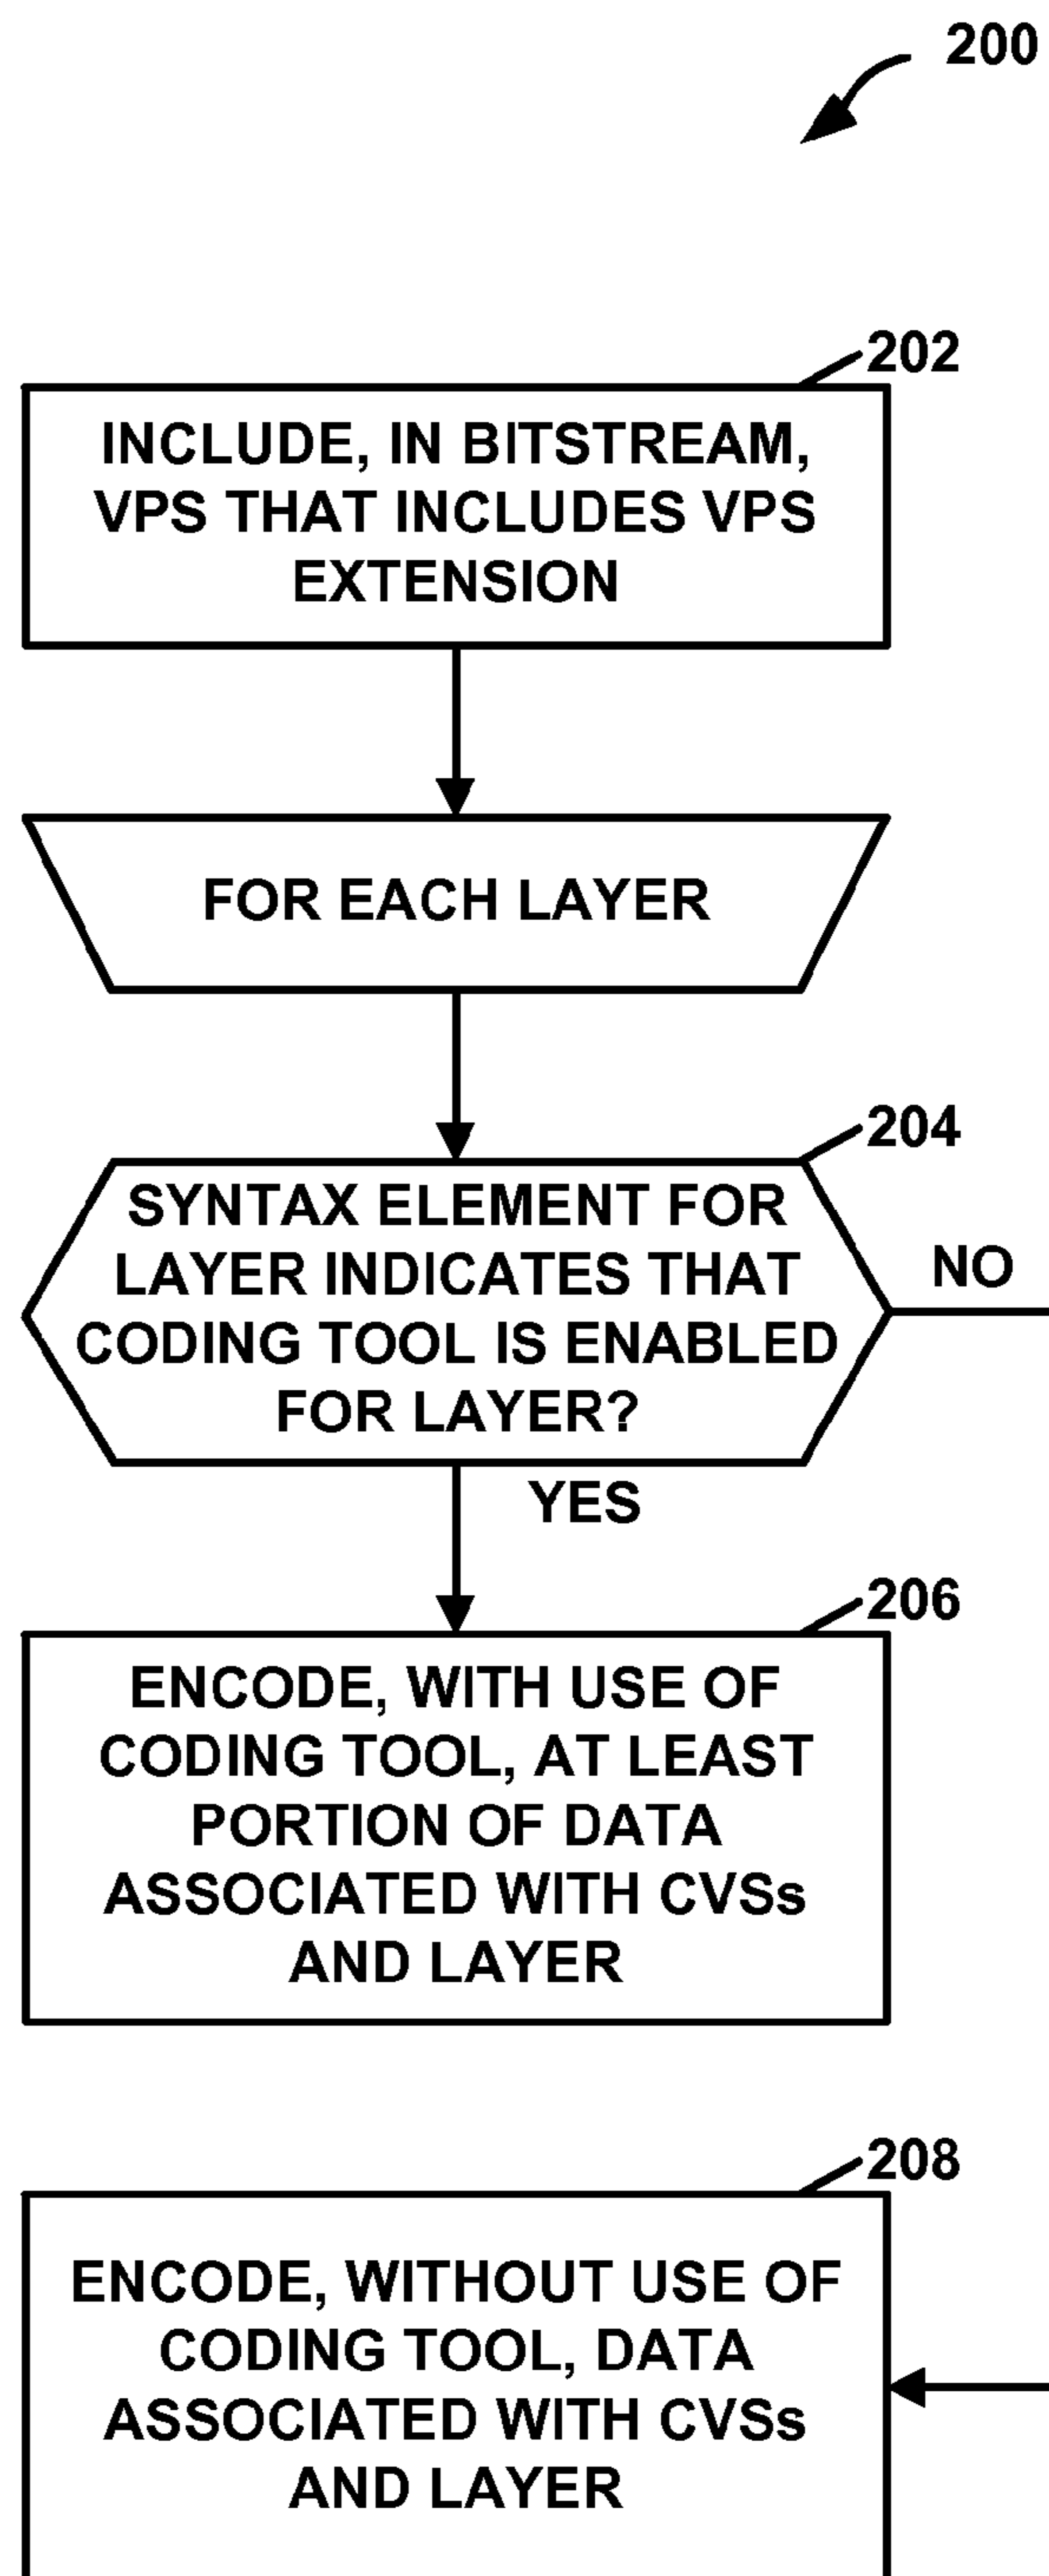 200
202
INCLUDE, IN BITSTREAM,
VPS THAT INCLUDES VPS
EXTENSION
FOR EACH LAYER
204
SYNTAX ELEMENT FOR
LAYER INDICATES THAT
CODING TOOL IS ENABLED
FOR LAYER?
NO
YES
206
ENCODE, WITH USE OF
CODING TOOL, AT LEAST
PORTION OF DATA
ASSOCIATED WITH CVSs
AND LAYER
208
ENCODE, WITHOUT USE OF
CODING TOOL, DATA
ASSOCIATED WITH CVSs
AND LAYER